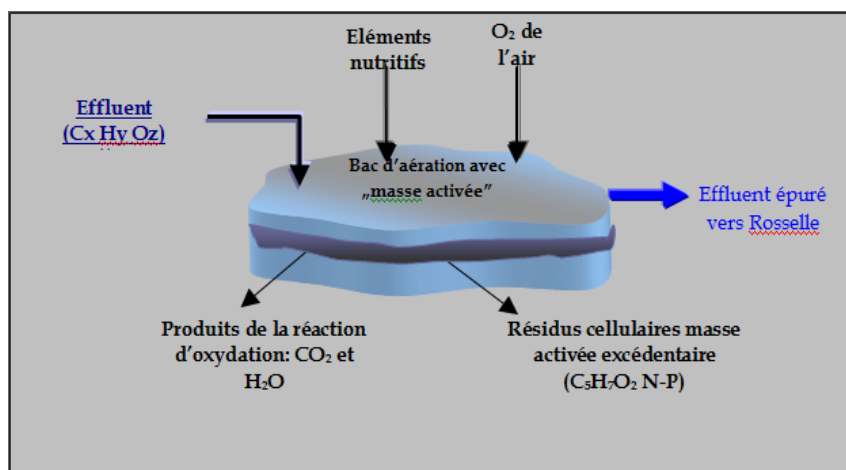 Eléments
nutritifs
O₂ de
l'air
Effluent
(Cx Hy Oz)
Bac d'aération avec
„masse activée”
Effluent épuré
vers Rosselle
Produits de la réaction
d'oxydation: CO₂ et
H₂O
Résidus cellulaires masse
activée excédentaire
(C₅H₇O₂ N-P)